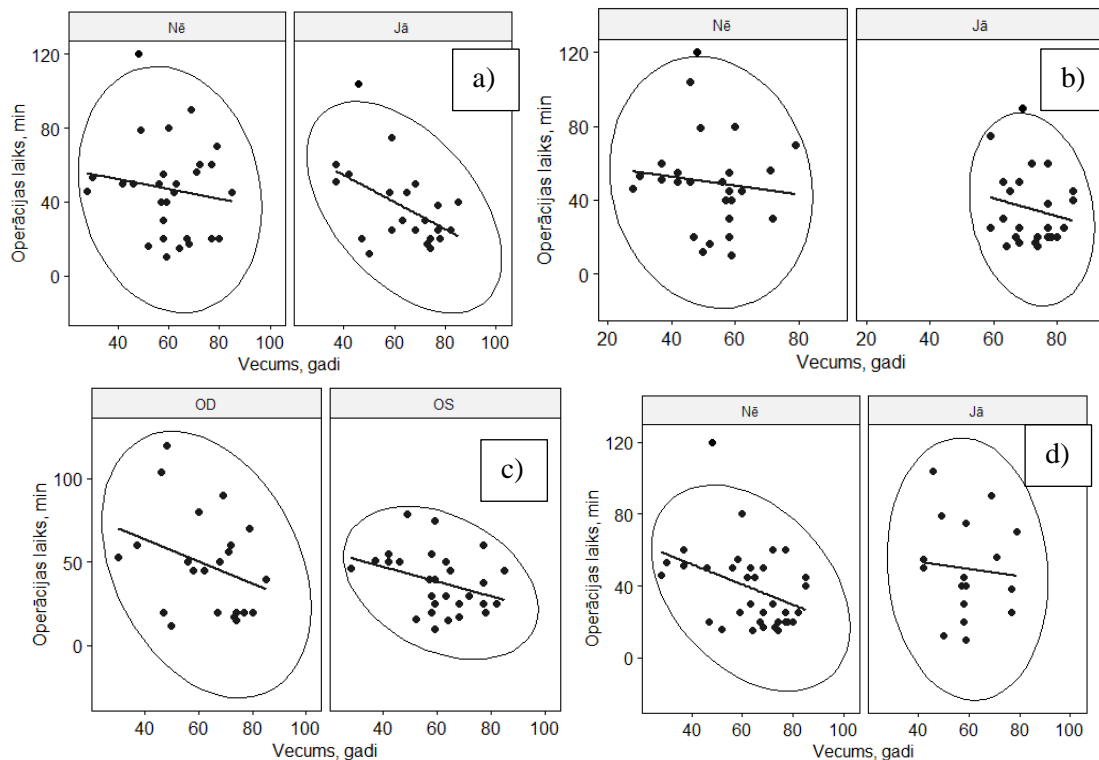 Nē Jā
a)
120
80
40
0
Operācijas laiks, min
40 60 80 100 40 60 80 100
Vecums, gadi
Nē Jā
b)
120
80
40
0
Operācijas laiks, min
20 40 60 80 20 40 60 80
Vecums, gadi
OD OS
c)
100
50
0
Operācijas laiks, min
40 60 80 100 40 60 80 100
Vecums, gadi
Nē Jā
d)
120
80
40
0
Operācijas laiks, min
40 60 80 100 40 60 80 100
Vecums, gadi